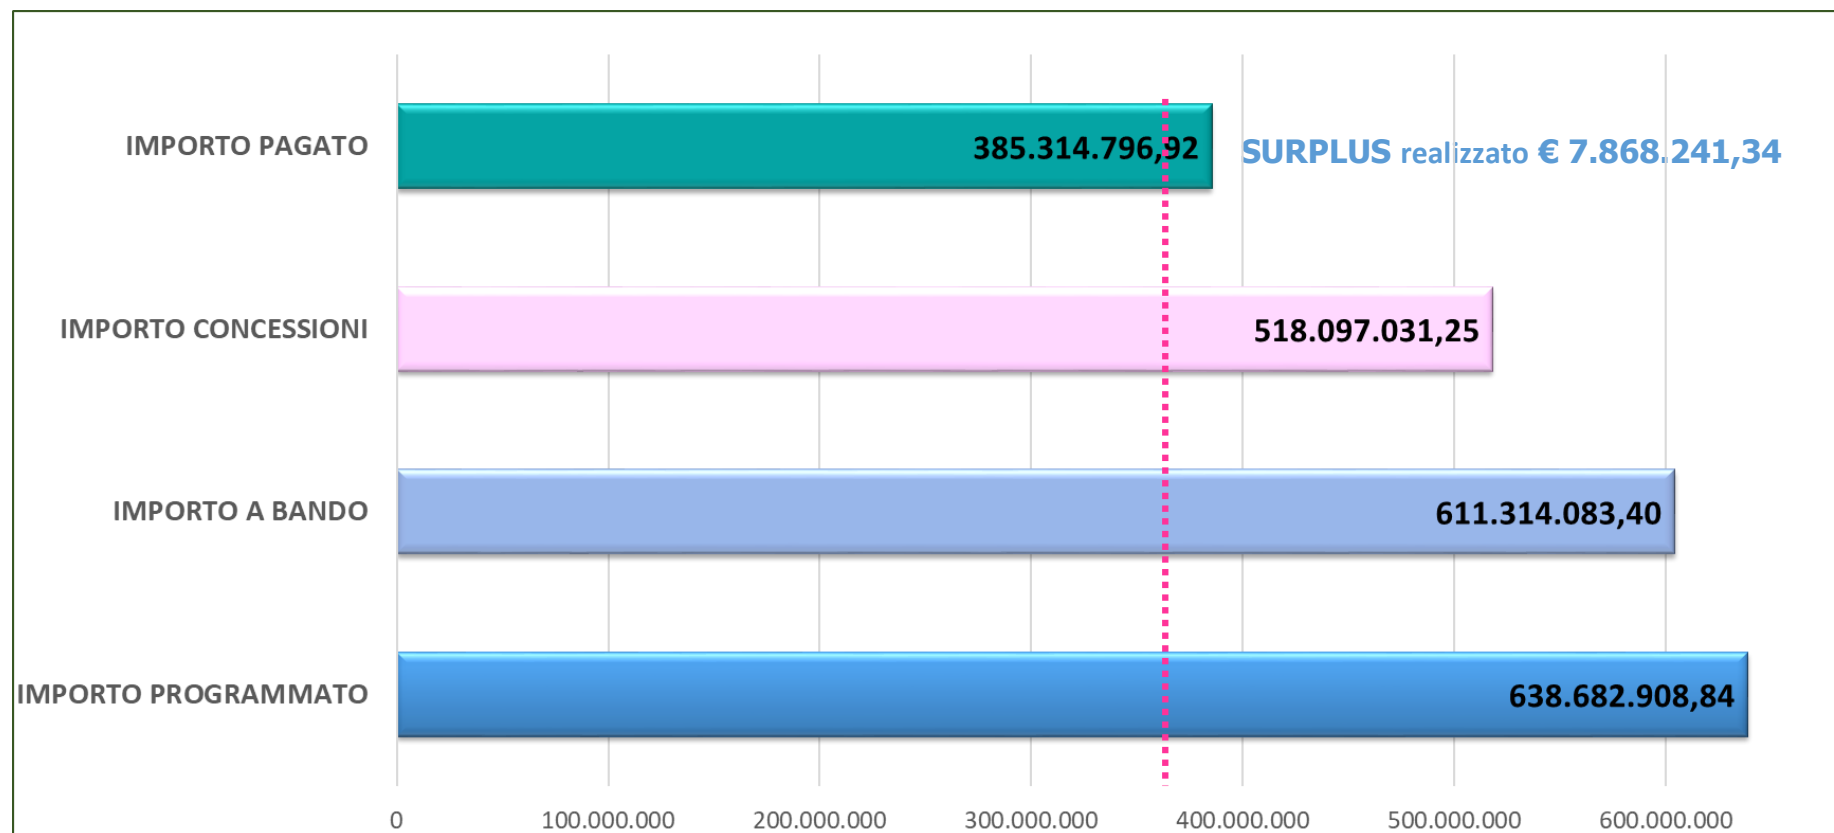 IMPORTO PAGATO
385.314.796,92
SURPLUS realizzato € 7.868.241,34
IMPORTO CONCESSIONI
518.097.031,25
IMPORTO A BANDO
611.314.083,40
IMPORTO PROGRAMMATO
638.682.908,84
0 100.000.000 200.000.000 300.000.000 400.000.000 500.000.000 600.000.000